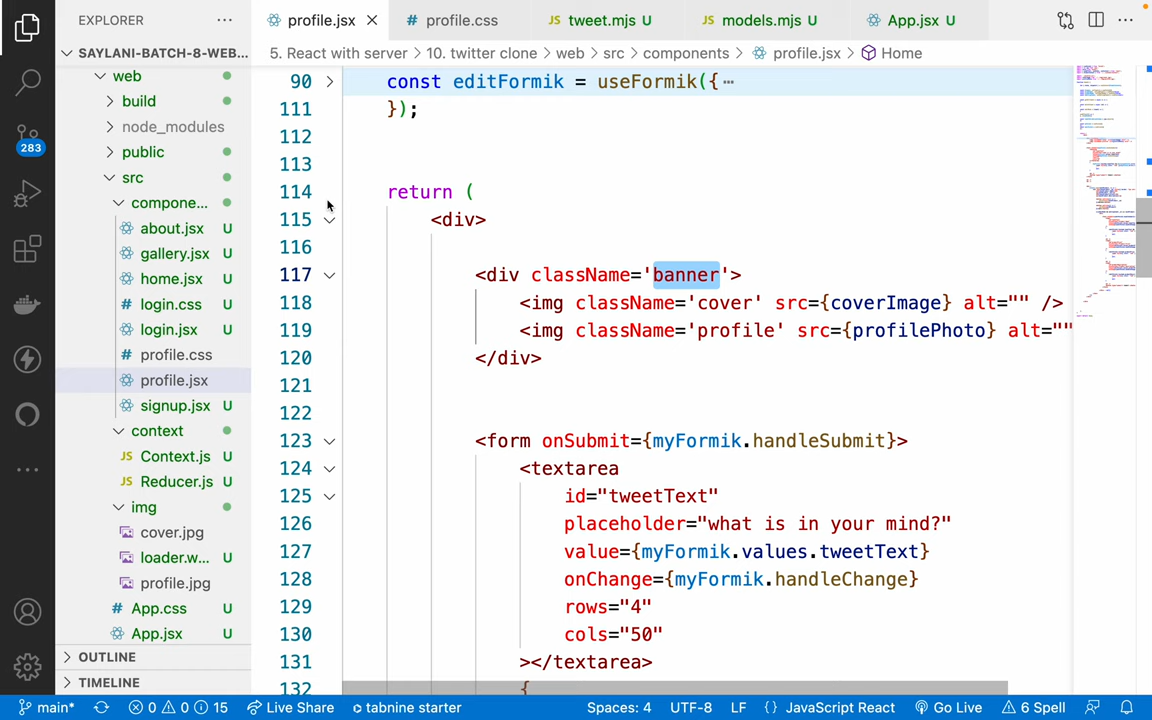 EXPLORER
profile.jsx
profile.css
tweet.mjs U
models.mjs U
App.jsx U
SAYLANI-BATCH-8-WEB...
5. React with server > 10. twitter clone > web > src > components > profile.jsx > Home
web
build
node_modules
public
src
compone...
about.jsx U
gallery.jsx U
home.jsx U
login.css U
login.jsx U
profile.css
profile.jsx
signup.jsx U
context
Context.js U
Reducer.js U
img
cover.jpg
loader.w... U
profile.jpg
App.css U
App.jsx U
OUTLINE
TIMELINE
283
90 const editFormik = useFormik({…
111 });
112
113
114 return (
115 <div>
116
117 <div className='banner'>
118 <img className='cover' src={coverImage} alt="" />
119 <img className='profile' src={profilePhoto} alt=""
120 </div>
121
122
123 <form onSubmit={myFormik.handleSubmit}>
124 <textarea
125 id="tweetText"
126 placeholder="what is in your mind?"
127 value={myFormik.values.tweetText}
128 onChange={myFormik.handleChange}
129 rows="4"
130 cols="50"
131 ></textarea>
132 {
main* 0 0 15 Live Share tabnine starter Spaces: 4 UTF-8 LF {} JavaScript React Go Live 6 Spell